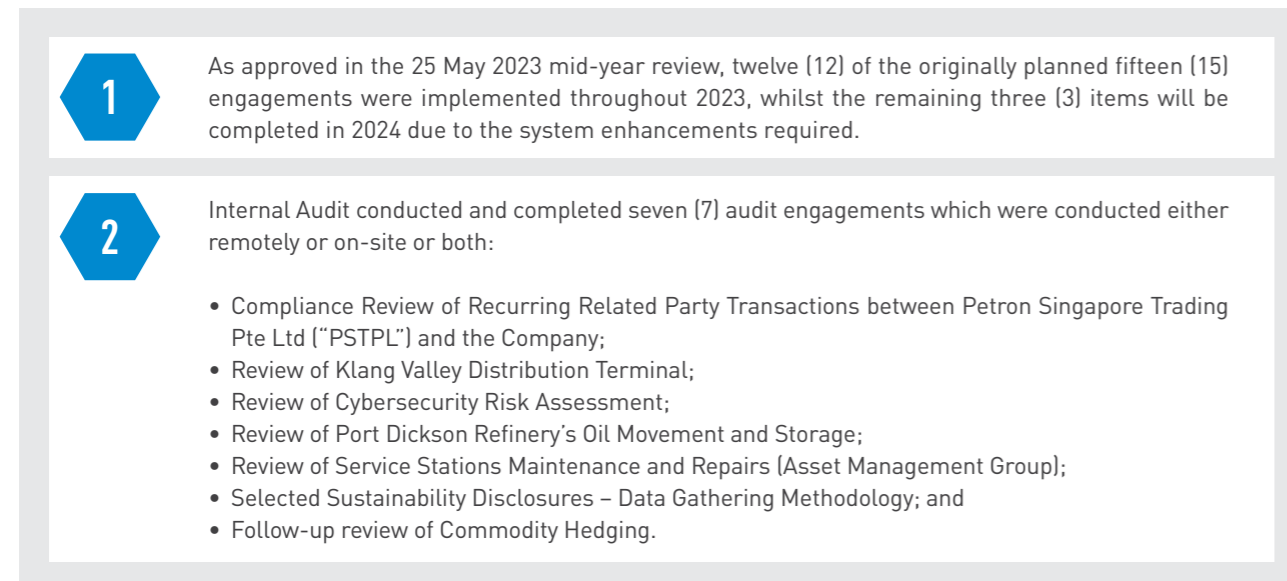 1
As approved in the 25 May 2023 mid-year review, twelve (12) of the originally planned fifteen (15)
engagements were implemented throughout 2023, whilst the remaining three (3) items will be
completed in 2024 due to the system enhancements required.
2
Internal Audit conducted and completed seven (7) audit engagements which were conducted either
remotely or on-site or both:
• Compliance Review of Recurring Related Party Transactions between Petron Singapore Trading
Pte Ltd (“PSTPL”) and the Company;
• Review of Klang Valley Distribution Terminal;
• Review of Cybersecurity Risk Assessment;
• Review of Port Dickson Refinery’s Oil Movement and Storage;
• Review of Service Stations Maintenance and Repairs (Asset Management Group);
• Selected Sustainability Disclosures – Data Gathering Methodology; and
• Follow-up review of Commodity Hedging.